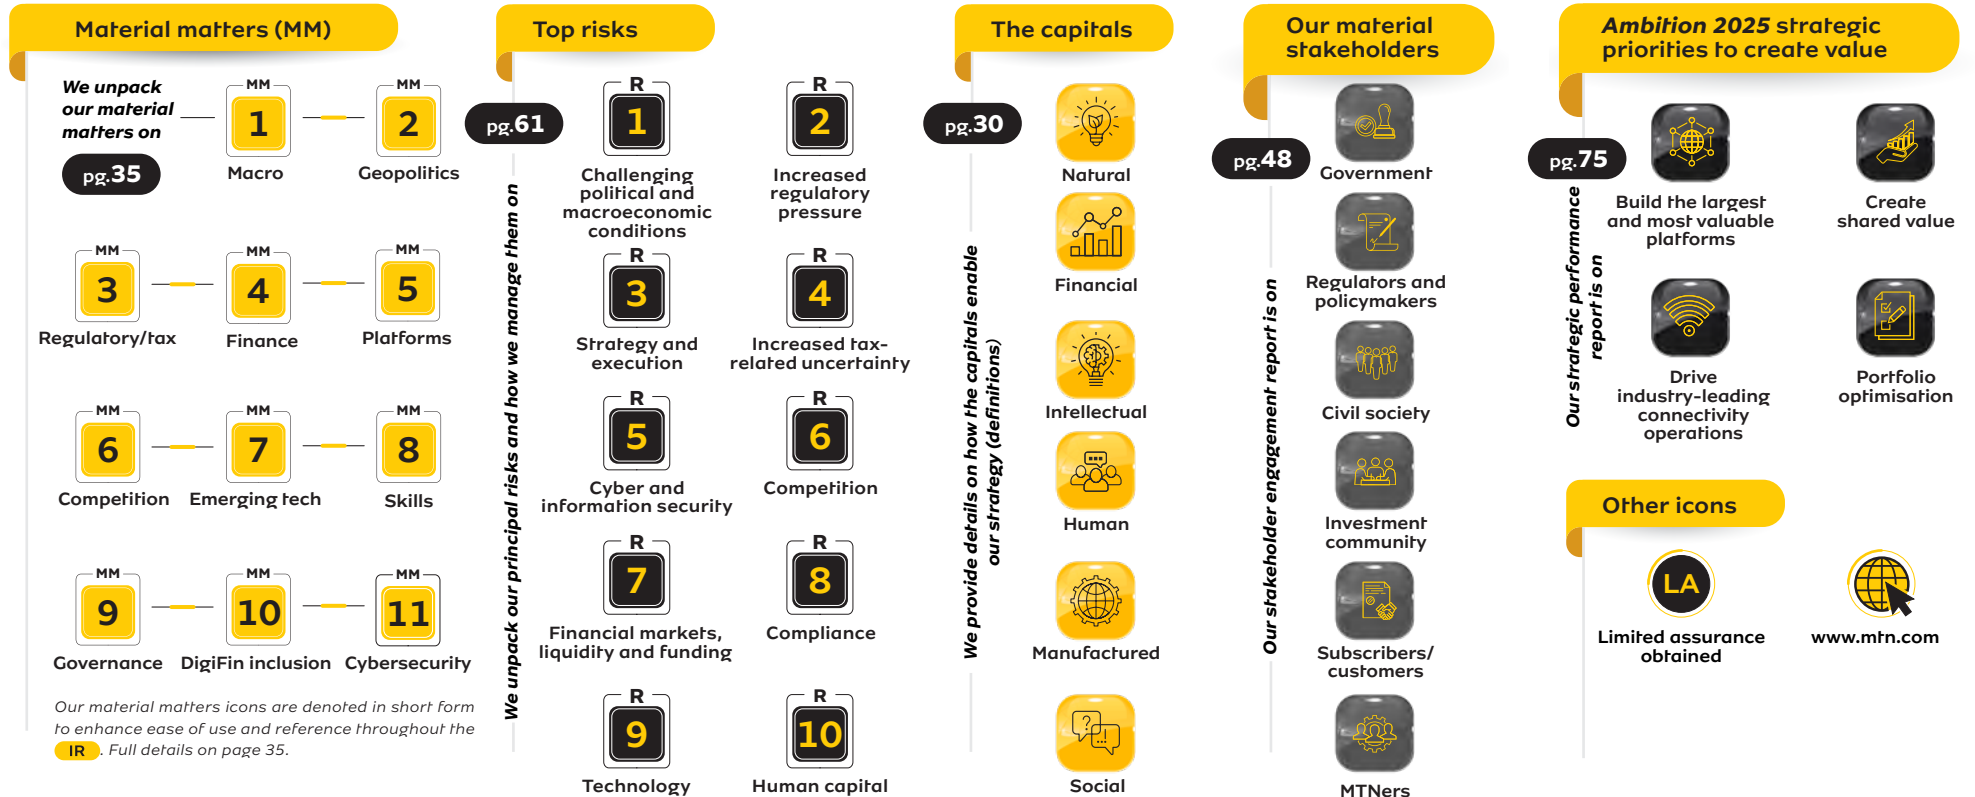 Material matters (MM)
We unpack
our material
matters on
pg.35
MM
1
Macro
MM
2
Geopolitics
MM
3
Regulatory/tax
MM
4
Finance
MM
5
Platforms
MM
6
Competition
MM
7
Emerging tech
MM
8
Skills
MM
9
Governance
MM
10
DigiFin inclusion
MM
11
Cybersecurity
Our material matters icons are denoted in short form
to enhance ease of use and reference throughout the
IR . Full details on page 35.
Top risks
pg.61
We unpack our principal risks and how we manage them on
R
1
Challenging
political and
macroeconomic
conditions
R
2
Increased
regulatory
pressure
R
3
Strategy and
execution
R
4
Increased tax-
related uncertainty
R
5
Cyber and
information security
R
6
Competition
R
7
Financial markets,
liquidity and funding
R
8
Compliance
R
9
Technology
R
10
Human capital
The capitals
pg.30
We provide details on how the capitals enable
our strategy (definitions)
Natural
Financial
Intellectual
Human
Manufactured
Social
Our material
stakeholders
pg.48
Our stakeholder engagement report is on
Government
Regulators and
policymakers
Civil society
Investment
community
Subscribers/
customers
MTNers
Ambition 2025 strategic
priorities to create value
pg.75
Our strategic performance
report is on
Build the largest
and most valuable
platforms
Create
shared value
Drive
industry-leading
connectivity
operations
Portfolio
optimisation
Other icons
LA
Limited assurance
obtained
www.mtn.com